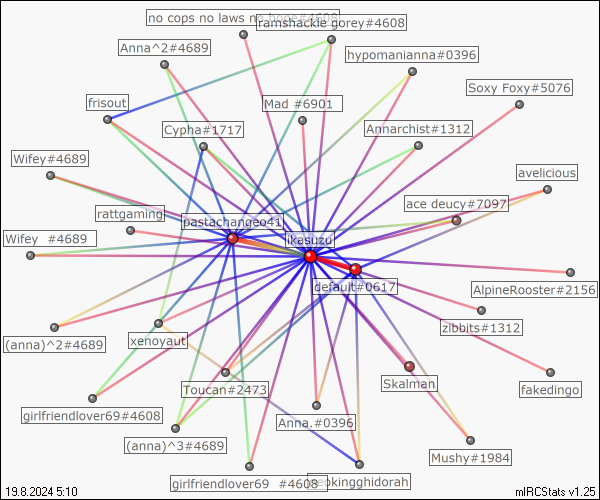 no cops no laws no hope#4608
ramshackle gorey#4608
Anna^2#4689
hypomanianna#0396
Soxy Foxy#5076
frisout
Mad #6901
Cypha#1717
Annarchist#1312
Wifey#4689
avelicious
ace deucy#7097
rattgaming
pastachangeo41
ikasuzu
Wifey  #4689
default#0617
AlpineRooster#2156
zibbits#1312
(anna)^2#4689
xenoyaut
Toucan#2473
Skalman
fakedingo
girlfriendlover69#4608
Anna.#0396
(anna)^3#4689
Mushy#1984
girlfriendlover69  #4608
19.8.2024 5:10
mIRCStats v1.25